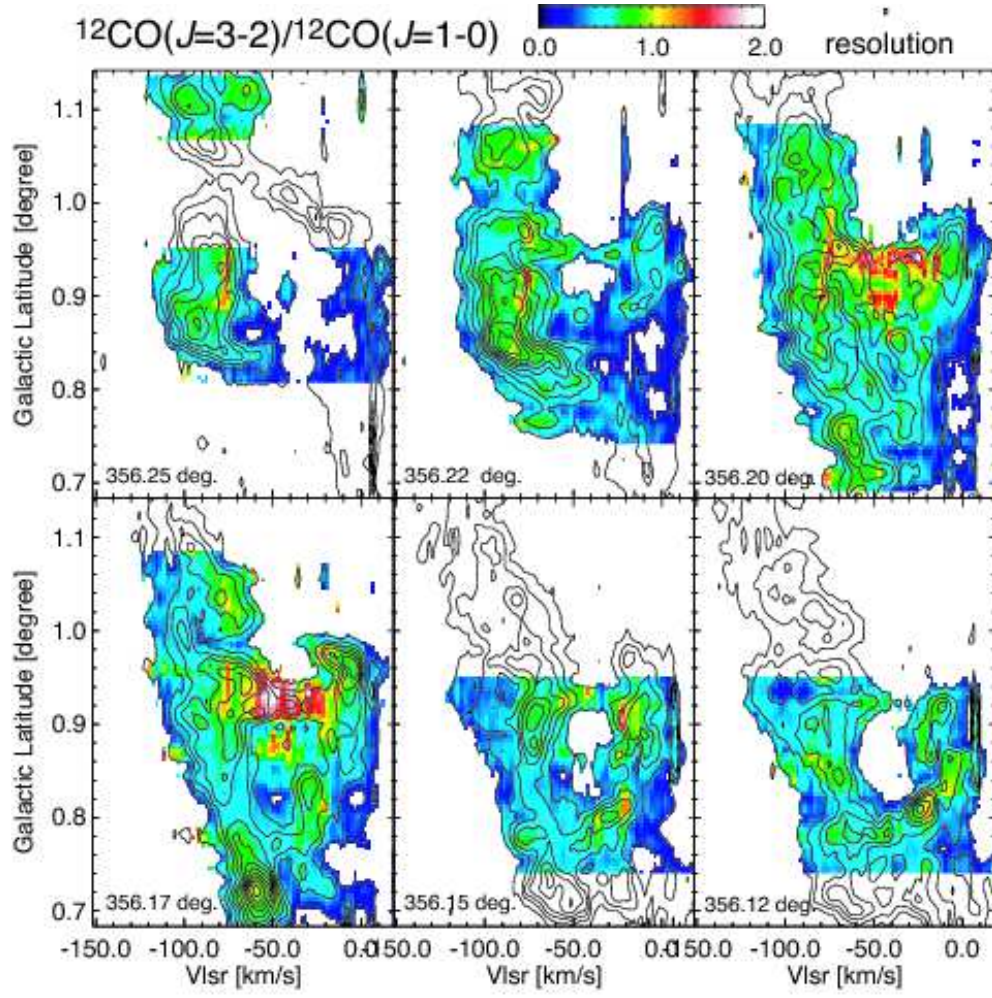 ¹²CO(J=3-2)/¹²CO(J=1-0)
0.0 1.0 2.0
resolution
Galactic Latitude [degree]
1.1
1.0
0.9
0.8
0.7
356.25 deg.
356.22 deg.
356.20 deg.
Galactic Latitude [degree]
1.1
1.0
0.9
0.8
0.7
356.17 deg.
356.15 deg.
356.12 deg.
-150.0 -100.0 -50.0 -100.0 -50.0 -100.0 -50.0 0.0
Vlsr [km/s] Vlsr [km/s] Vlsr [km/s]